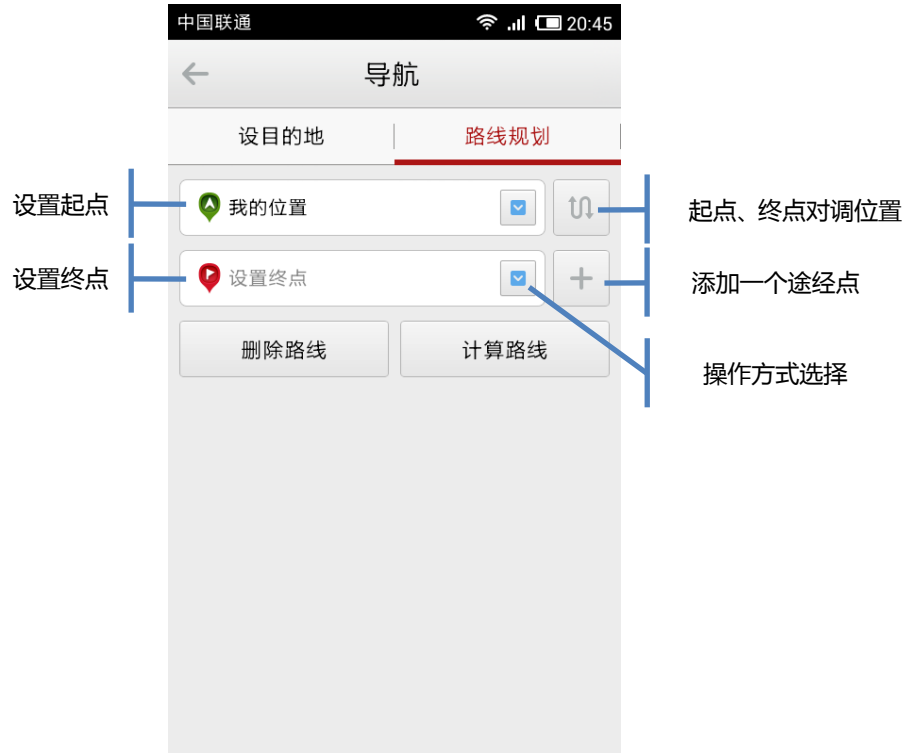 中国联通 20:45
导航
设目的地 路线规划
设置起点 我的位置 起点、终点对调位置
设置终点 设置终点 添加一个途经点
删除路线 计算路线
操作方式选择